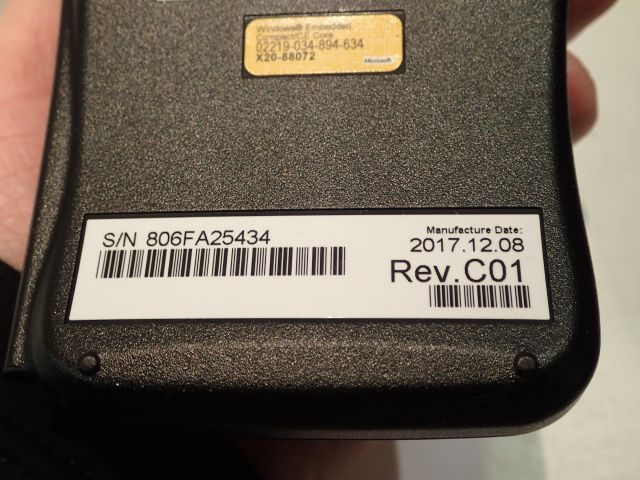 Windows® Embedded
Compact/CE Core
02219-034-894-634
X20-88072
Microsoft
S/N 806FA25434
Manufacture Date:
2017.12.08
Rev.C01